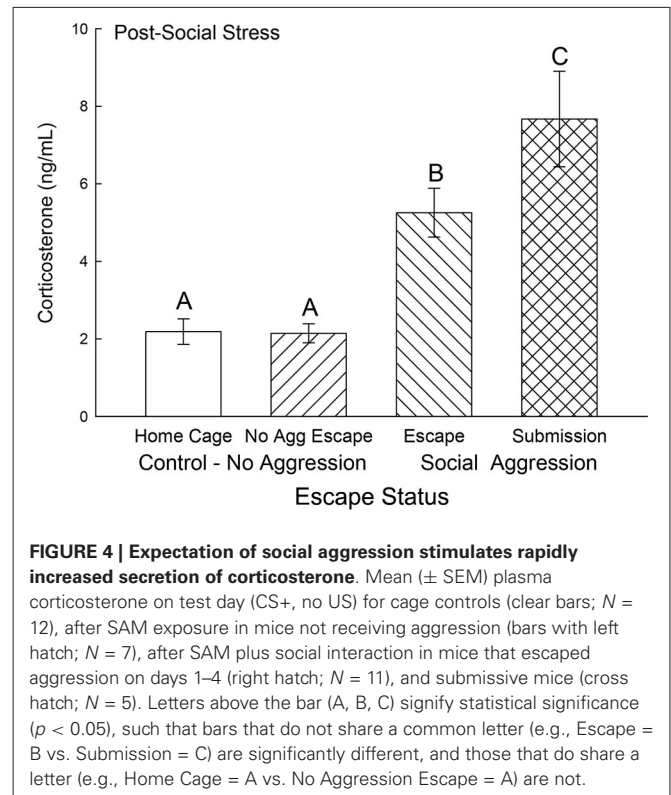 Post-Social Stress
10
8
6
4
2
0
Corticosterone (ng/mL)
A
A
B
C
Home Cage No Agg Escape Escape Submission
Control - No Aggression Social Aggression
Escape Status
FIGURE 4 | Expectation of social aggression stimulates rapidly
increased secretion of corticosterone. Mean (± SEM) plasma
corticosterone on test day (CS+, no US) for cage controls (clear bars; N =
12), after SAM exposure in mice not receiving aggression (bars with left
hatch; N = 7), after SAM plus social interaction in mice that escaped
aggression on days 1–4 (right hatch; N = 11), and submissive mice (cross
hatch; N = 5). Letters above the bar (A, B, C) signify statistical significance
(p < 0.05), such that bars that do not share a common letter (e.g., Escape =
B vs. Submission = C) are significantly different, and those that do share a
letter (e.g., Home Cage = A vs. No Aggression Escape = A) are not.